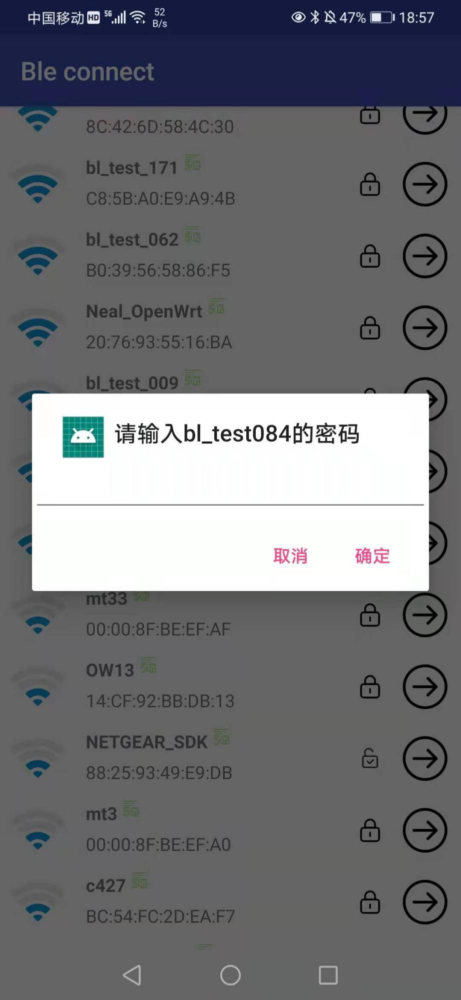 中国移动 HD 5G 52 B/s 47% 18:57
Ble connect
8C:42:6D:58:4C:30
bl_test_171 5G
C8:5B:A0:E9:A9:4B
bl_test_062 5G
B0:39:56:58:86:F5
Neal_OpenWrt 5G
20:76:93:55:16:BA
bl_test_009 5G
请输入bl_test084的密码
取消 确定
mt33 5G
00:00:8F:BE:EF:AF
OW13 5G
14:CF:92:BB:DB:13
NETGEAR_SDK 5G
88:25:93:49:E9:DB
mt3 5G
00:00:8F:BE:EF:A0
c427 5G
BC:54:FC:2D:EA:F7